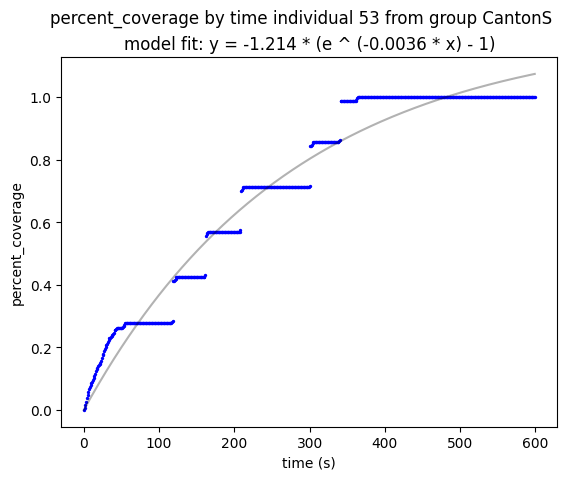 percent_coverage by time individual 53 from group CantonS
model fit: y = -1.214 * (e ^ (-0.0036 * x) - 1)
1.0
0.8
0.6
0.4
0.2
0.0
percent_coverage
0 100 200 300 400 500 600
time (s)